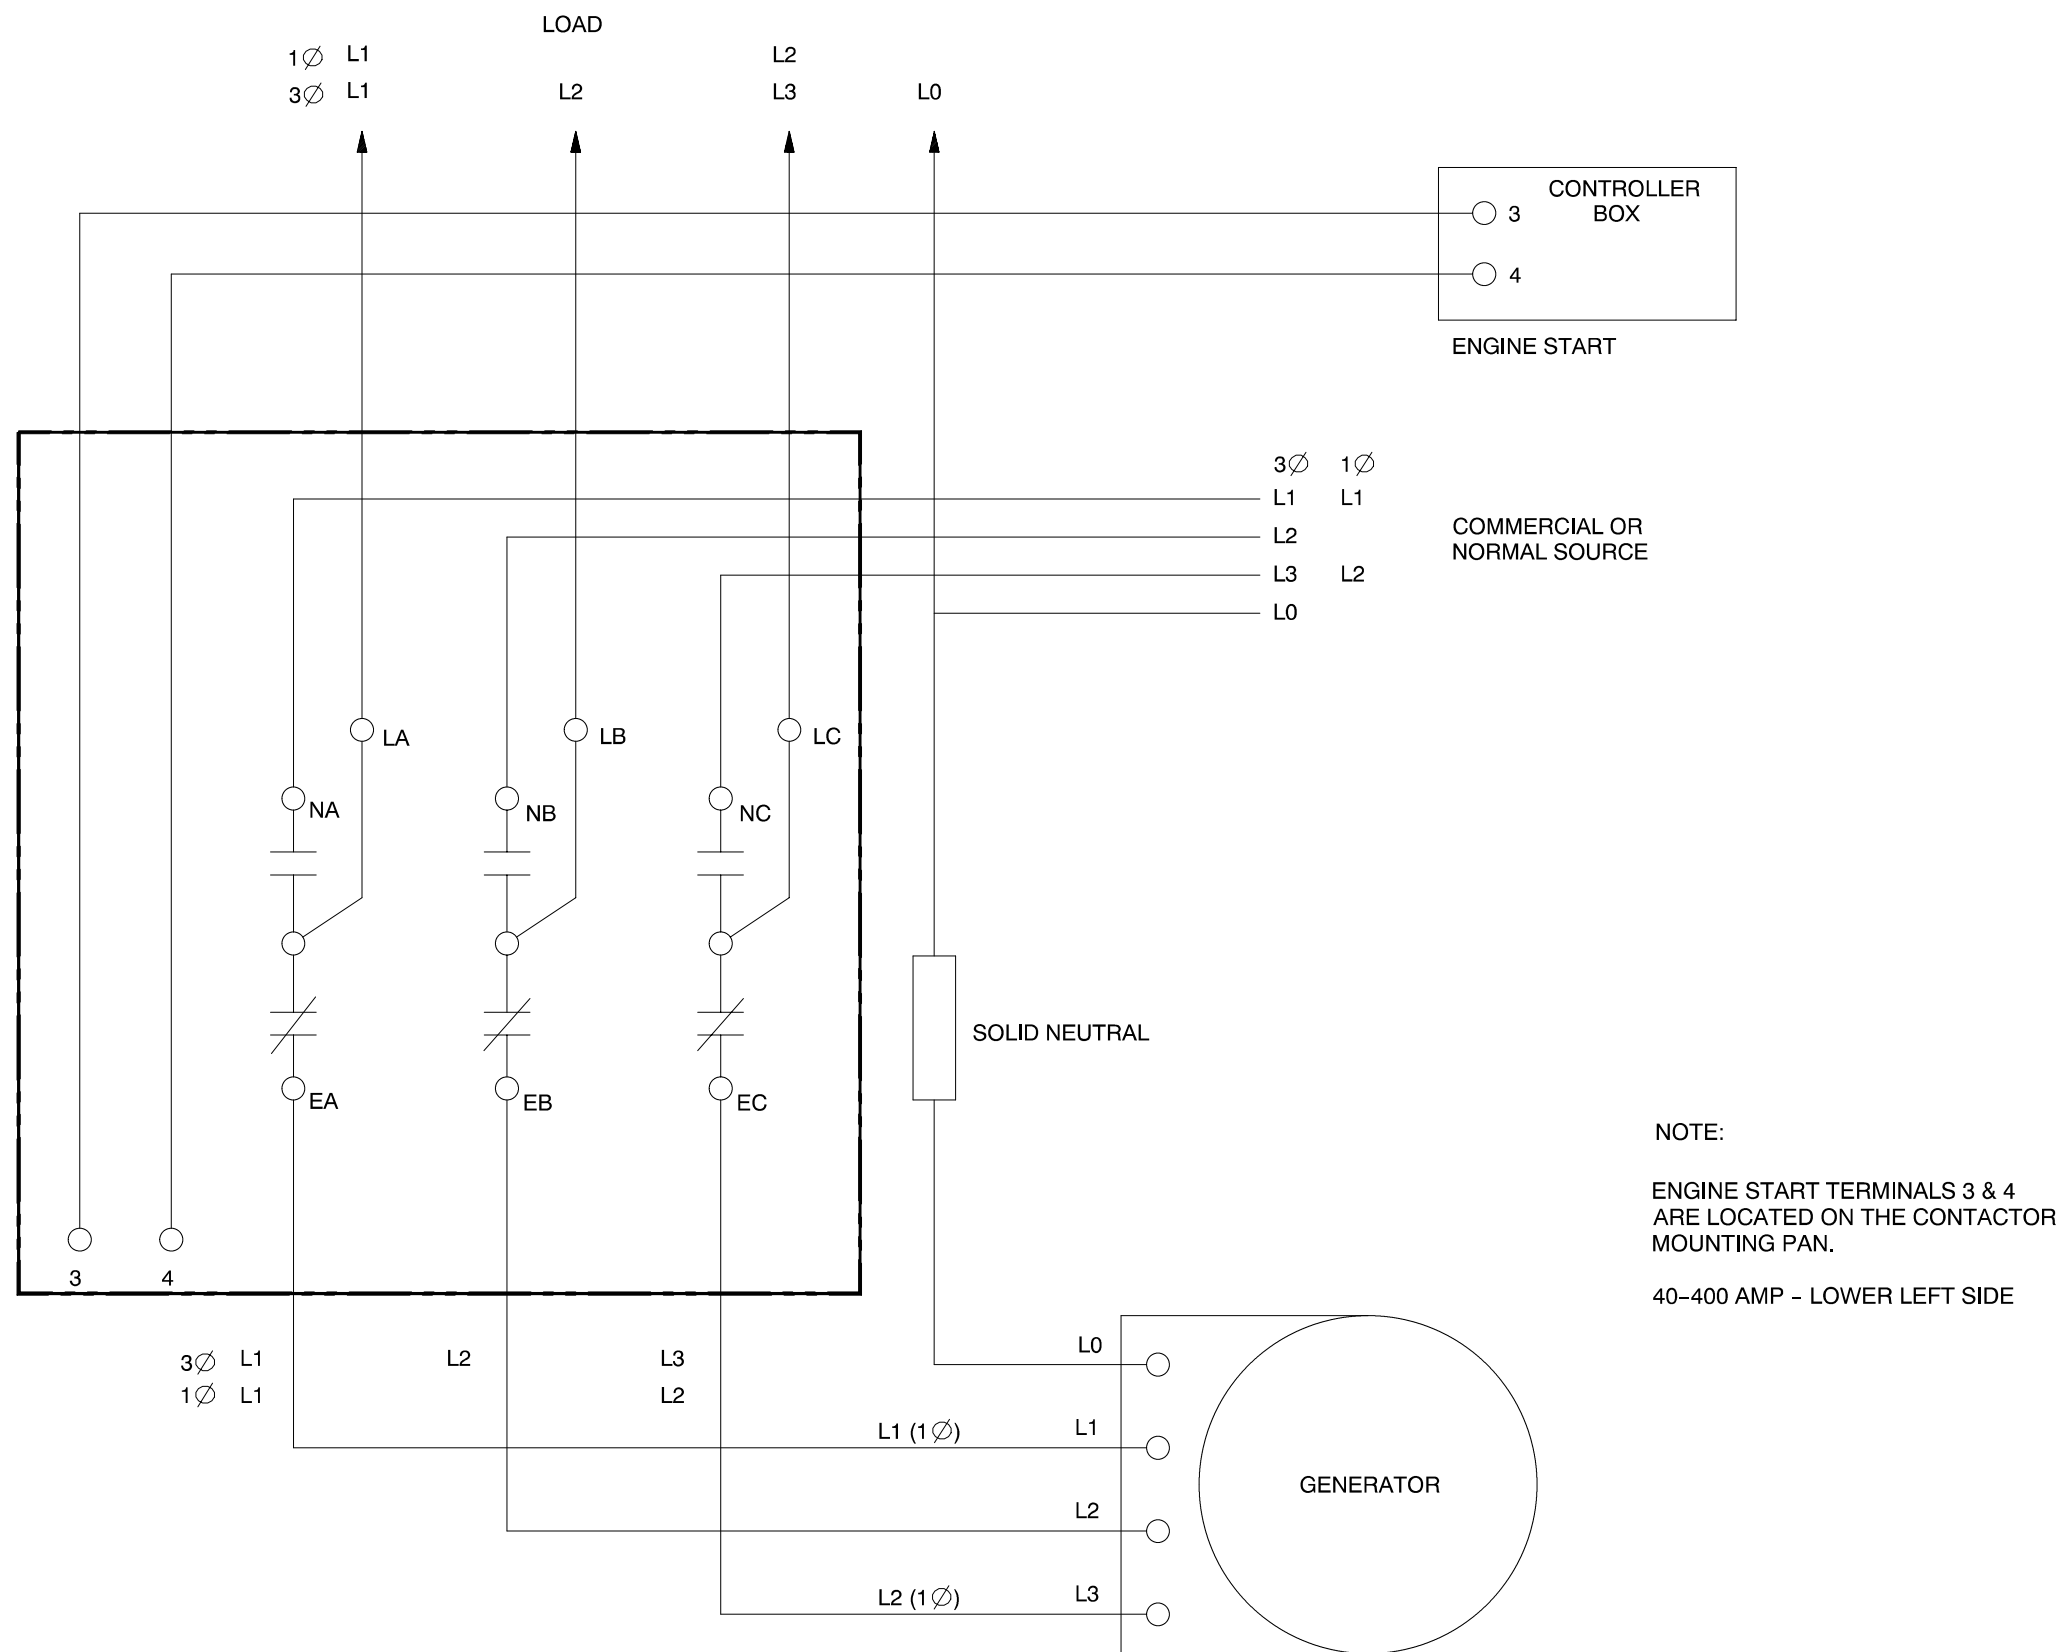 LOAD
1∅ L1 L2
3∅ L1 L2 L3 L0
CONTROLLER
BOX
3
4
ENGINE START
3∅ 1∅
L1 L1
L2
L3 L2
L0
COMMERCIAL OR
NORMAL SOURCE
LA LB LC
NA NB NC
SOLID NEUTRAL
EA EB EC
NOTE:
ENGINE START TERMINALS 3 & 4
ARE LOCATED ON THE CONTACTOR
MOUNTING PAN.
40–400 AMP – LOWER LEFT SIDE
3 4
3∅ L1 L2 L3
1∅ L1 L2
L0
L1 (1∅) L1
L2
L2 (1∅) L3
GENERATOR